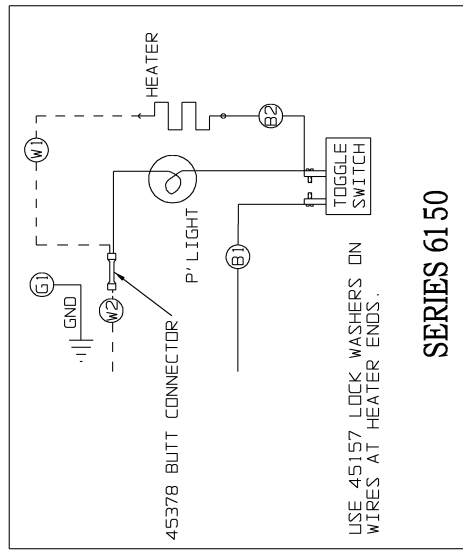 W1
HEATER
B2
G1
GND
W2
P'LIGHT
B1
TOGGLE
SWITCH
45378 BUTT CONNECTOR
USE 45157 LOCK WASHERS ON
WIRES AT HEATER ENDS.
SERIES 6150